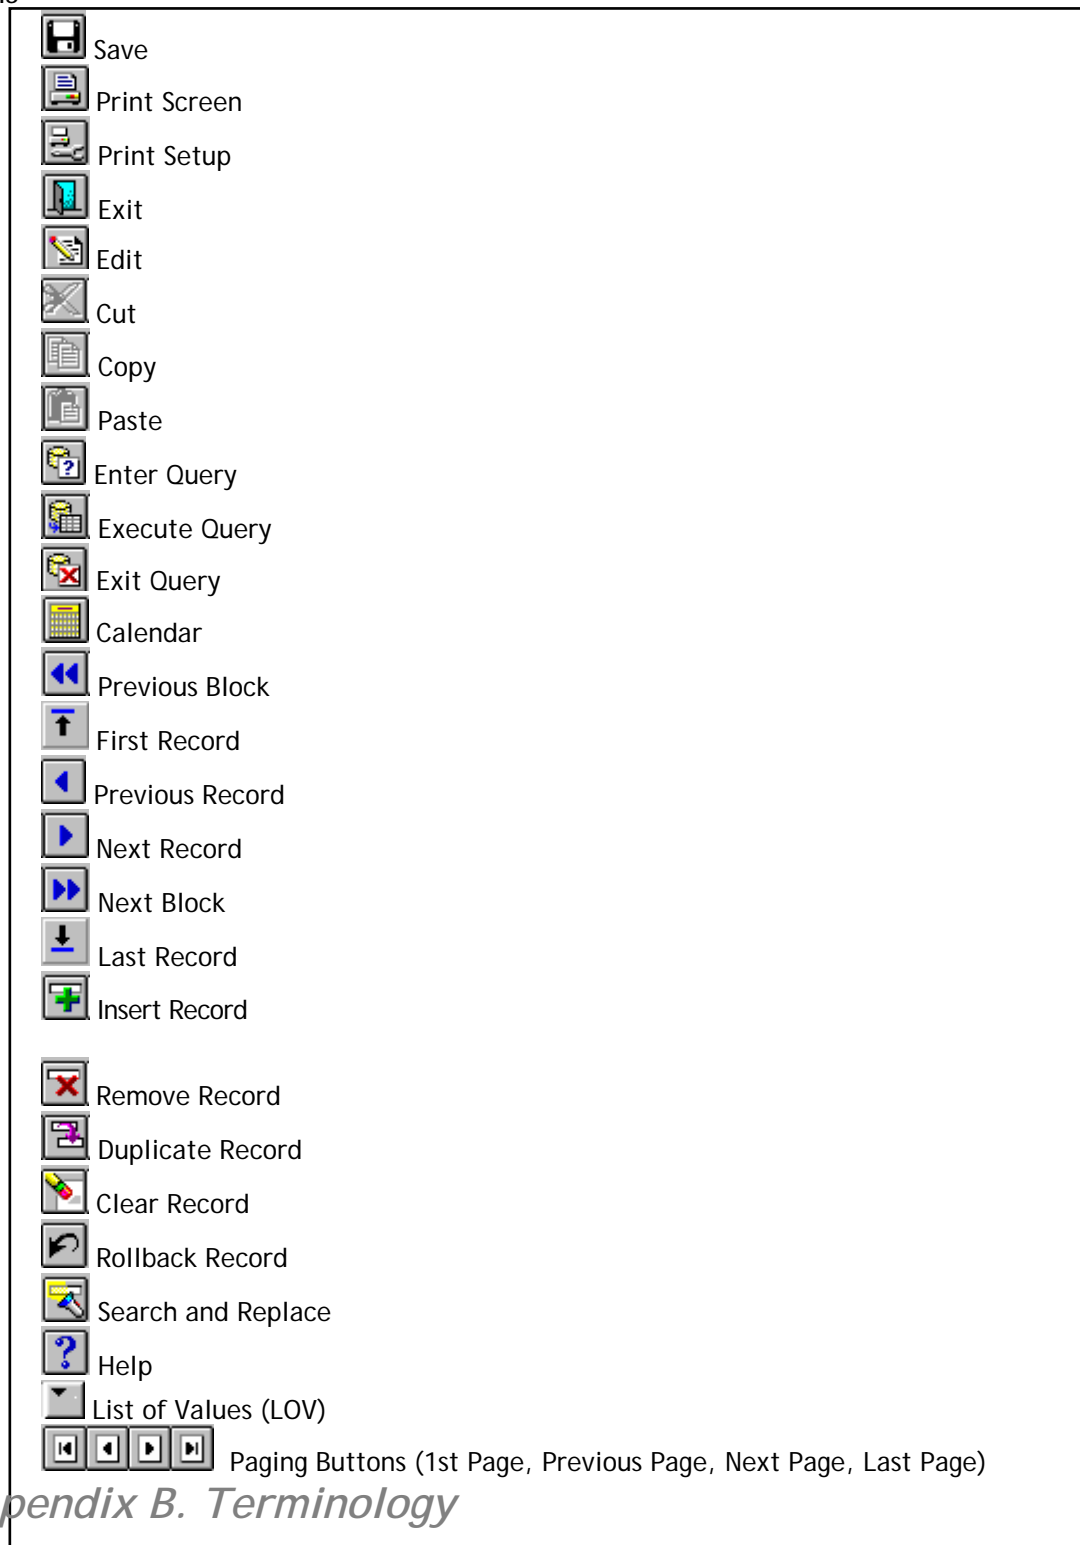 Save
Print Screen
Print Setup
Exit
Edit
Cut
Copy
Paste
Enter Query
Execute Query
Exit Query
Calendar
Previous Block
First Record
Previous Record
Next Record
Next Block
Last Record
Insert Record
Remove Record
Duplicate Record
Clear Record
Rollback Record
Search and Replace
Help
List of Values (LOV)
Paging Buttons (1st Page, Previous Page, Next Page, Last Page)
pendix B. Terminology